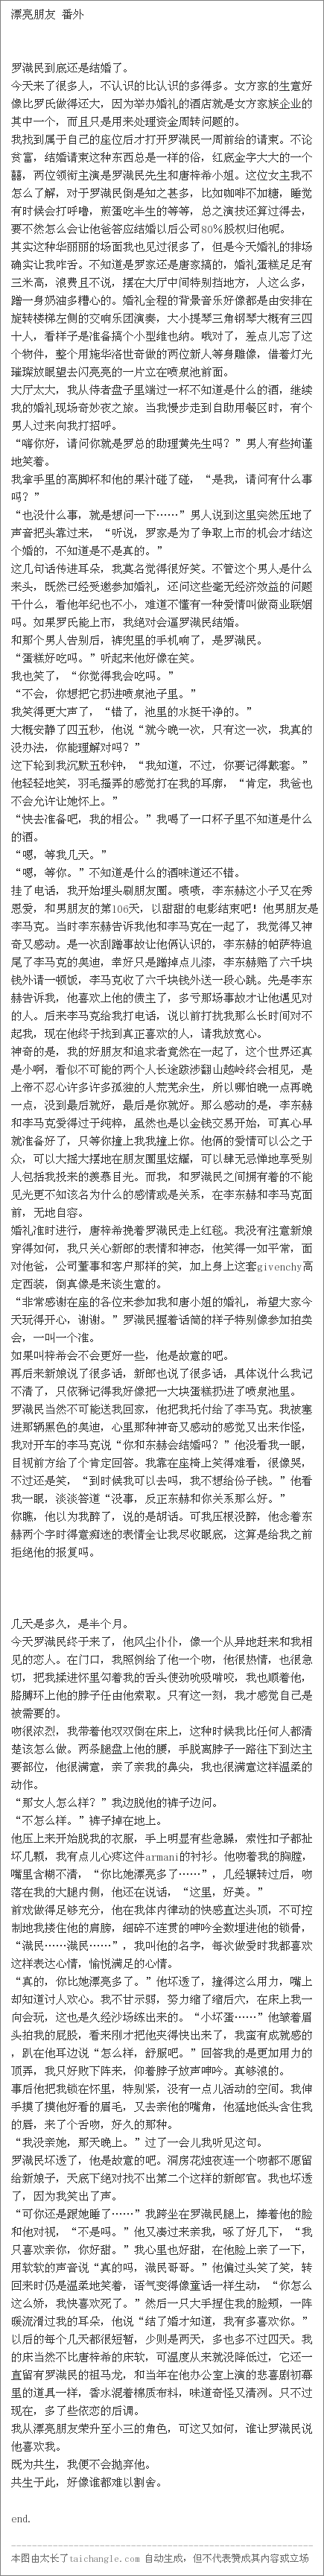 漂亮朋友 番外
罗渽民到底还是结婚了。
今天来了很多人，不认识的比认识的多得多。女方家的生意好
像比罗氏做得还大，因为举办婚礼的酒店就是女方家族企业的
其中一个，而且只是用来处理资金周转问题的。
我找到属于自己的座位后才打开罗渽民一周前给的请柬。不论
贫富，结婚请柬这种东西总是一样的俗，红底金字大大的一个
囍，两位领衔主演是罗渽民先生和唐梓希小姐。这位女主我不
怎么了解，对于罗渽民倒是知之甚多，比如咖啡不加糖，睡觉
有时候会打呼噜，煎蛋吃半生的等等，总之演技还算过得去，
要不然怎么会让他爸答应结婚以后公司80%股权归他呢。
其实这种华丽丽的场面我也见过很多了，但是今天婚礼的排场
确实让我咋舌。不知道是罗家还是唐家搞的，婚礼蛋糕足足有
三米高，浪费且不说，摆在大厅中间特别挡地方，人这么多，
蹭一身奶油多糟心的。婚礼全程的背景音乐好像都是由安排在
旋转楼梯左侧的交响乐团演奏，大小提琴三角钢琴大概有三四
十人，看样子是准备搞个小型维也纳。哦对了，差点儿忘了这
个物件，整个用施华洛世奇做的两位新人等身雕像，借着灯光
璀璨放眼望去闪亮亮的一片立在喷泉池前面。
大厅太大，我从侍者盘子里端过一杯不知道是什么的酒，继续
我的婚礼现场奇妙夜之旅。当我慢步走到自助用餐区时，有个
男人过来向我打招呼。
“嗨你好，请问你就是罗总的助理黄先生吗？”男人有些拘谨
地笑着。
我拿手里的高脚杯和他的果汁碰了碰，“是我，请问有什么事
吗？”
“也没什么事，就是想问一下……”男人说到这里突然压地了
声音把头靠过来，“听说，罗家是为了争取上市的机会才结这
个婚的，不知道是不是真的。”
这几句话传进耳朵，我莫名觉得很好笑。不管这个男人是什么
来头，既然已经受邀参加婚礼，还问这些毫无经济效益的问题
干什么，看他年纪也不小，难道不懂有一种爱情叫做商业联姻
吗。如果罗氏能上市，我绝对会逼罗渽民结婚。
和那个男人告别后，裤兜里的手机响了，是罗渽民。
“蛋糕好吃吗。”听起来他好像在笑。
我也笑了，“你觉得我会吃吗。”
“不会，你想把它扔进喷泉池子里。”
我笑得更大声了，“错了，池里的水挺干净的。”
大概安静了四五秒，他说“就今晚一次，只有这一次，我真的
没办法，你能理解对吗？”
这下轮到我沉默五秒钟，“我知道，不过，你要记得戴套。”
他轻轻地笑，羽毛搔弄的感觉打在我的耳廓，“肯定，我爸也
不会允许让她怀上。”
“快去准备吧，我的相公。”我喝了一口杯子里不知道是什么
的酒。
“嗯，等我几天。”
“嗯，等你。”不知道是什么的酒味道还不错。
挂了电话，我开始埋头刷朋友圈。啧啧，李东赫这小子又在秀
恩爱，和男朋友的第106天，以甜甜的电影结束吧！他男朋友是
李马克。当时李东赫告诉我他和李马克在一起了，我觉得又神
奇又感动。是一次刮蹭事故让他俩认识的，李东赫的帕萨特追
尾了李马克的奥迪，幸好只是蹭掉点儿漆，李东赫赔了六千块
钱外请一顿饭，李马克收了六千块钱外送一段心跳。先是李东
赫告诉我，他喜欢上他的债主了，多亏那场事故才让他遇见对
的人。后来李马克给我打电话，说以前打扰我那么长时间对不
起我，现在他终于找到真正喜欢的人，请我放宽心。
神奇的是，我的好朋友和追求者竟然在一起了，这个世界还真
是小啊，看似不可能的两个人长途跋涉翻山越岭终会相见，是
上帝不忍心许多许多孤独的人荒芜余生，所以哪怕晚一点再晚
一点，没到最后就好，最后是你就好。那么感动的是，李东赫
和李马克爱得过于纯粹，虽然也是以金钱交易开始，可真心早
就准备好了，只等你撞上我我撞上你。他俩的爱情可以公之于
众，可以大摇大摆地在朋友圈里炫耀，可以肆无忌惮地享受别
人包括我投来的羡慕目光。而我，和罗渽民之间拥有着的不能
见光更不知该名为什么的感情或是关系，在李东赫和李马克面
前，无地自容。
婚礼准时进行，唐梓希挽着罗渽民走上红毯。我没有注意新娘
穿得如何，我只关心新郎的表情和神态，他笑得一如平常，面
对他爸，公司董事和客户那样的笑，加上身上这套givenchy高
定西装，倒真像是来谈生意的。
“非常感谢在座的各位来参加我和唐小姐的婚礼，希望大家今
天玩得开心，谢谢。”罗渽民握着话筒的样子特别像参加拍卖
会，一叫一个准。
如果叫梓希会不会更好一些，他是故意的吧。
再后来新娘说了很多话，新郎也说了很多话，具体说什么我记
不清了，只依稀记得我好像把一大块蛋糕扔进了喷泉池里。
罗渽民当然不可能送我回家，他把我托付给了李马克。我被塞
进那辆黑色的奥迪，心里那种神奇又感动的感觉又出来作怪，
我对开车的李马克说“你和东赫会结婚吗？”他没看我一眼，
目视前方给了个肯定回答。我靠在座椅上笑得难看，很像哭，
不过还是笑，“到时候我可以去吗，我不想给份子钱。”他看
我一眼，淡淡答道“没事，反正东赫和你关系那么好。”
你瞧，他以为我醉了，说的是胡话。可我压根没醉，他念着东
赫两个字时得意痴迷的表情全让我尽收眼底，这算是给我之前
拒绝他的报复吗。
几天是多久，是半个月。
今天罗渽民终于来了，他风尘仆仆，像一个从异地赶来和我相
见的恋人。在门口，我照例给了他一个吻，他很热情，也很急
切，把我揉进怀里勾着我的舌头使劲吮吸啃咬，我也顺着他，
胳膊环上他的脖子任由他索取。只有这一刻，我才感觉自己是
被需要的。
吻很浓烈，我带着他双双倒在床上，这种时候我比任何人都清
楚该怎么做。两条腿盘上他的腰，手脱离脖子一路往下到达主
要部位，他很满意，亲了亲我的鼻尖，我也很满意这样温柔的
动作。
“那女人怎么样？”我边脱他的裤子边问。
“不怎么样。”裤子掉在地上。
他压上来开始脱我的衣服，手上明显有些急躁，索性扣子都扯
坏几颗，我有点儿心疼这件armani的衬衫。他吻着我的胸膛，
嘴里含糊不清，“你比她漂亮多了……”，几经辗转过后，吻
落在我的大腿内侧，他还在说话，“这里，好美。”
前戏做得足够充分，他在我体内律动的快感直达头顶，不可控
制地我搂住他的肩膀，细碎不连贯的呻吟全数埋进他的锁骨，
“渽民……渽民……”，我叫他的名字，每次做爱时我都喜欢
这样表达心情，愉悦满足的心情。
“真的，你比她漂亮多了。”他坏透了，撞得这么用力，嘴上
却知道讨人欢心。我不甘示弱，努力缩了缩后穴，在床上我一
向会玩，这也是久经沙场练出来的。“小坏蛋……”他皱着眉
头拍我的屁股，看来刚才把他夹得快出来了，我蛮有成就感的
，趴在他耳边说“怎么样，舒服吧。”回答我的是更加用力的
顶弄，我只好败下阵来，仰着脖子放声呻吟。真够浪的。
事后他把我锁在怀里，特别紧，没有一点儿活动的空间。我伸
手摸了摸他好看的眉毛，又去亲他的嘴角，他猛地低头含住我
的唇，来了个舌吻，好久的那种。
“我没亲她，那天晚上。”过了一会儿我听见这句。
罗渽民坏透了，他是故意的吧。洞房花烛夜连一个吻都不愿留
给新娘子，天底下绝对找不出第二个这样的新郎官。我也坏透
了，因为我笑出了声。
“可你还是跟她睡了……”我跨坐在罗渽民腿上，捧着他的脸
和他对视，“不是吗。”他又凑过来亲我，啄了好几下，“我
只喜欢亲你，你好甜。”我心里也好甜，在他脸上亲了一下，
用软软的声音说“真的吗，渽民哥哥。”他偏过头笑了笑，转
回来时仍是温柔地笑着，语气变得像童话一样生动，“你怎么
这么娇，我快喜欢死了。”然后一只大手捏住我的脸颊，一阵
暖流滑过我的耳朵，他说“结了婚才知道，我有多喜欢你。”
以后的每个几天都很短暂，少则是两天，多也多不过四天。我
的床当然不比唐梓希的床软，可温度从来就没降低过，它还一
直留有罗渽民的祖马龙，和当年在他办公室上演的悲喜剧初幕
里的道具一样，香水混着棉质布料，味道奇怪又清冽。只不过
现在，多了些依恋的后调。
我从漂亮朋友荣升至小三的角色，可这又如何，谁让罗渽民说
他喜欢我。
既为共生，我便不会抛弃他。
共生于此，好像谁都难以割舍。
end.
本图由太长了taichangle.com 自动生成，但不代表赞成其内容或立场